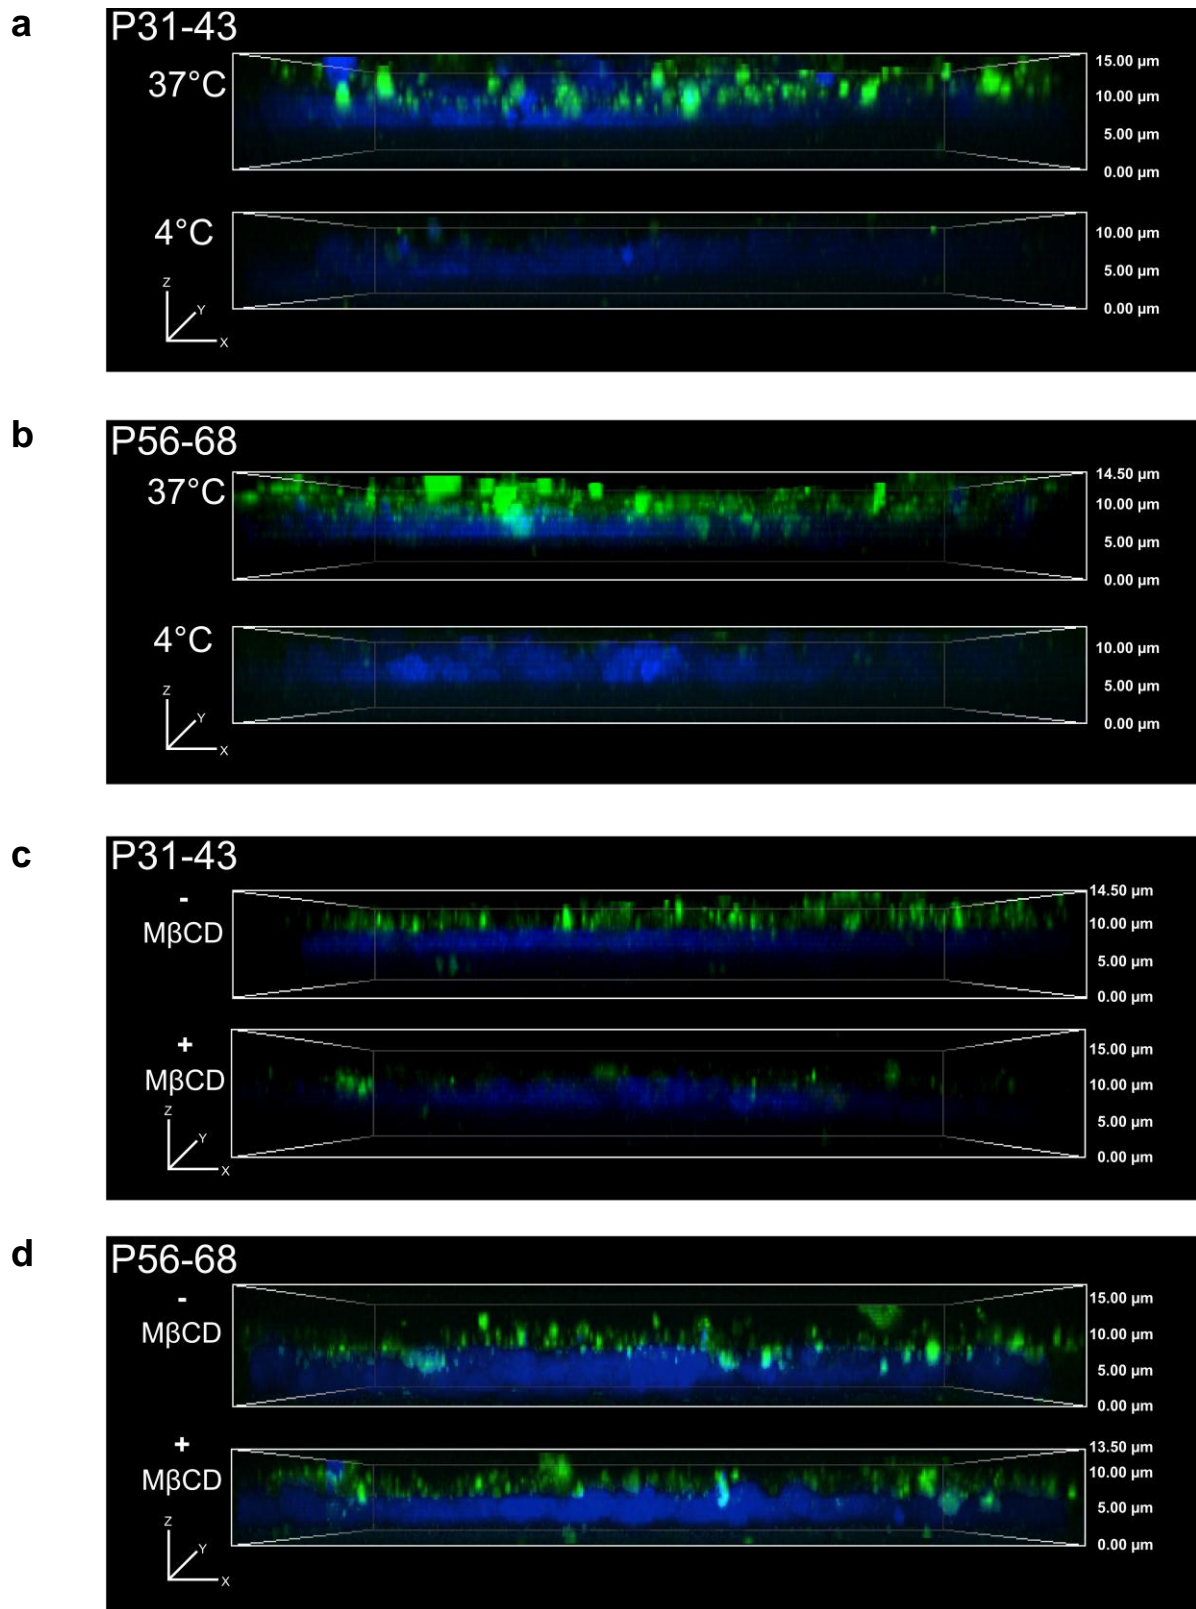 a
P31-43
37°C
15.00 µm
10.00 µm
5.00 µm
0.00 µm
4°C
10.00 µm
5.00 µm
0.00 µm
Z
Y
X
b
P56-68
37°C
14.50 µm
10.00 µm
5.00 µm
0.00 µm
4°C
10.00 µm
5.00 µm
0.00 µm
Z
Y
X
c
P31-43
-
MβCD
14.50 µm
10.00 µm
5.00 µm
0.00 µm
+
MβCD
15.00 µm
10.00 µm
5.00 µm
0.00 µm
Z
Y
X
d
P56-68
-
MβCD
15.00 µm
10.00 µm
5.00 µm
0.00 µm
+
MβCD
13.50 µm
10.00 µm
5.00 µm
0.00 µm
Z
Y
X